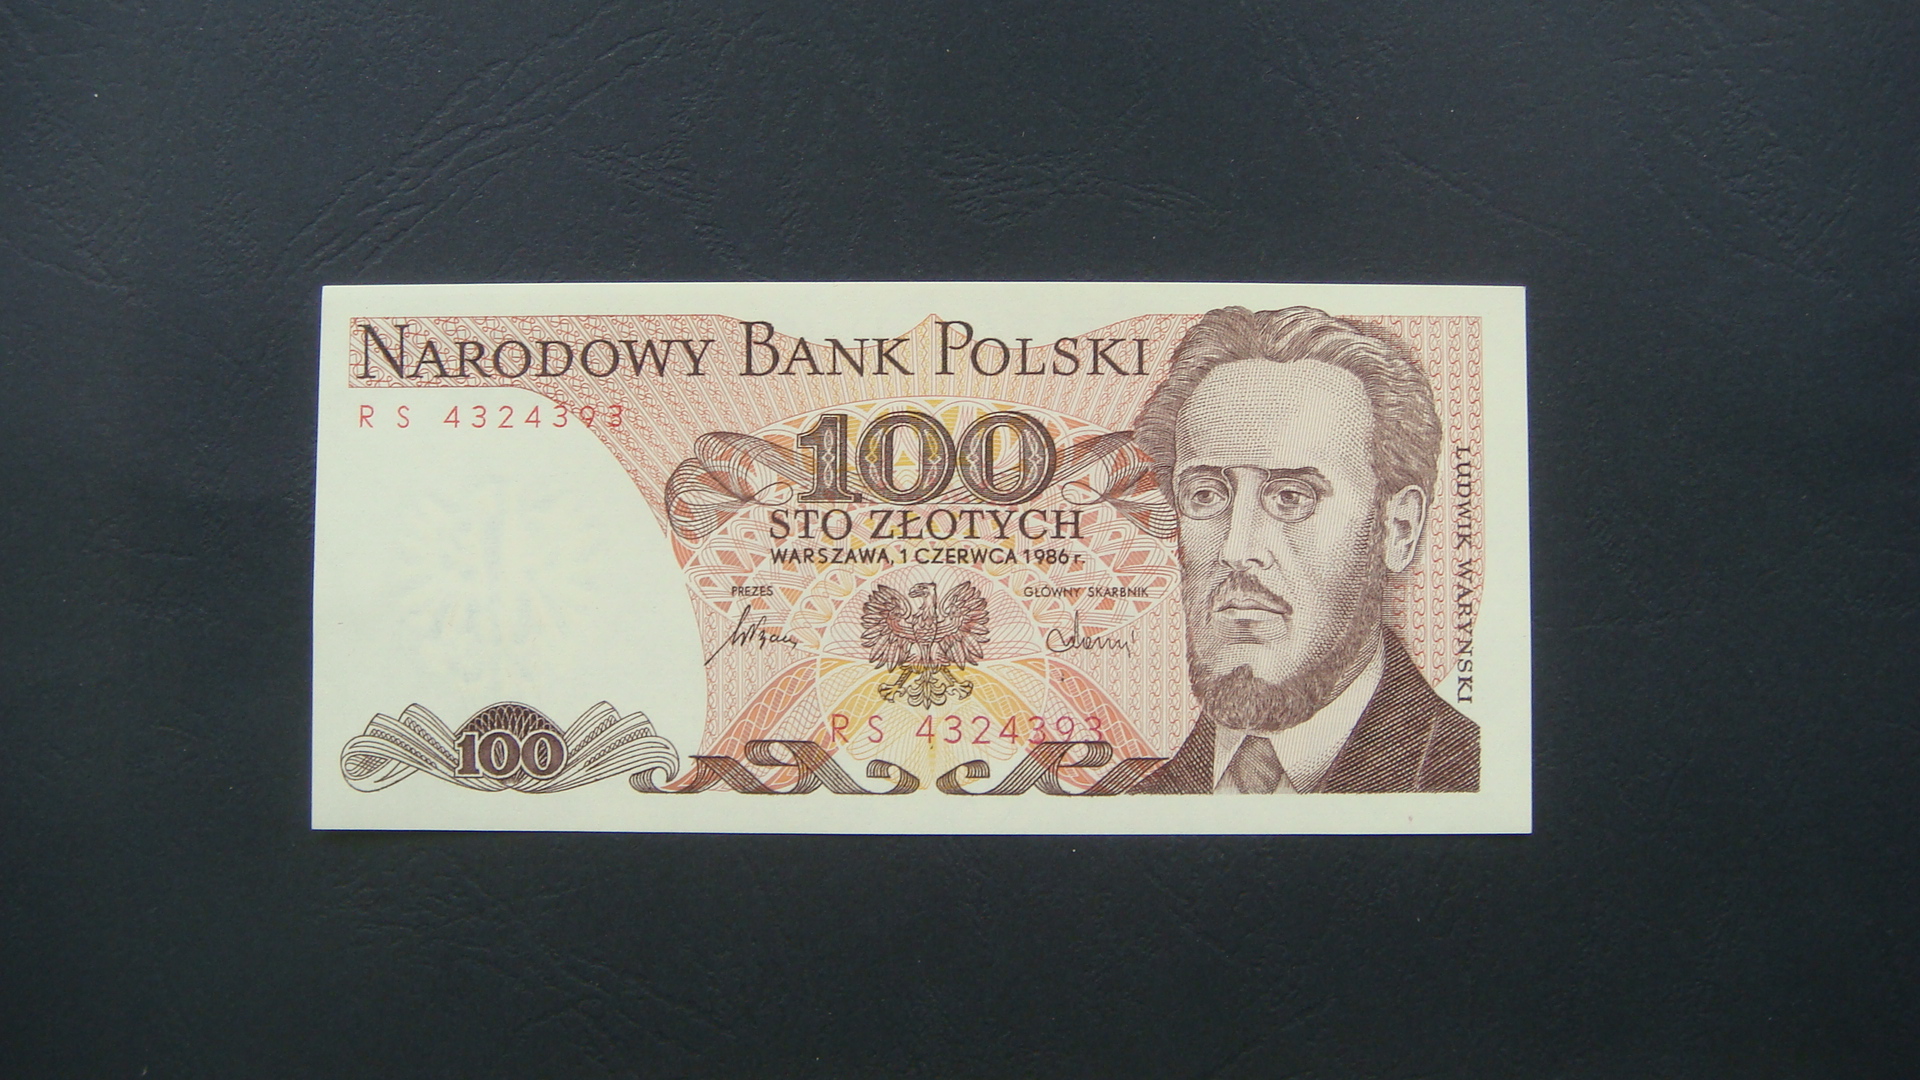 NARODOWY BANK POLSKI
RS 4324393
100
STO ZŁOTYCH
WARSZAWA, 1 CZERWCA 1986 r.
PREZES
GŁÓWNY SKARBNIK
RS 4324393
100
LUDWIK WARYŃSKI